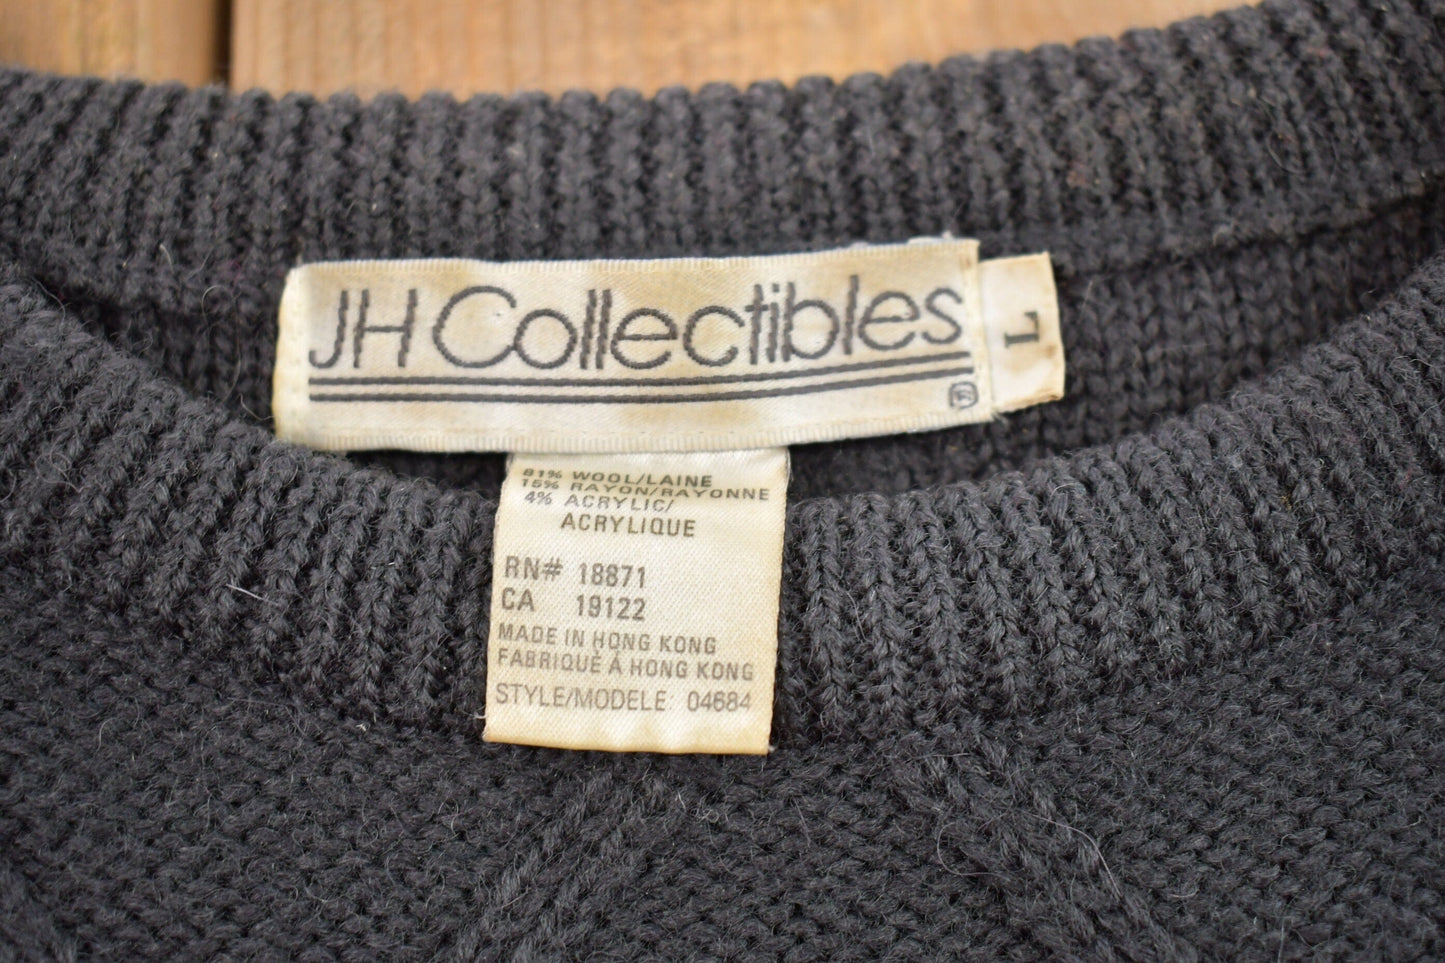 JH Collectibles
®
L
81% WOOL/LAINE
15% RAYON/RAYONNE
4% ACRYLIC/
ACRYLIQUE
RN# 18871
CA 19122
MADE IN HONG KONG
FABRIQUÉ À HONG KONG
STYLE/MODELE: 04684